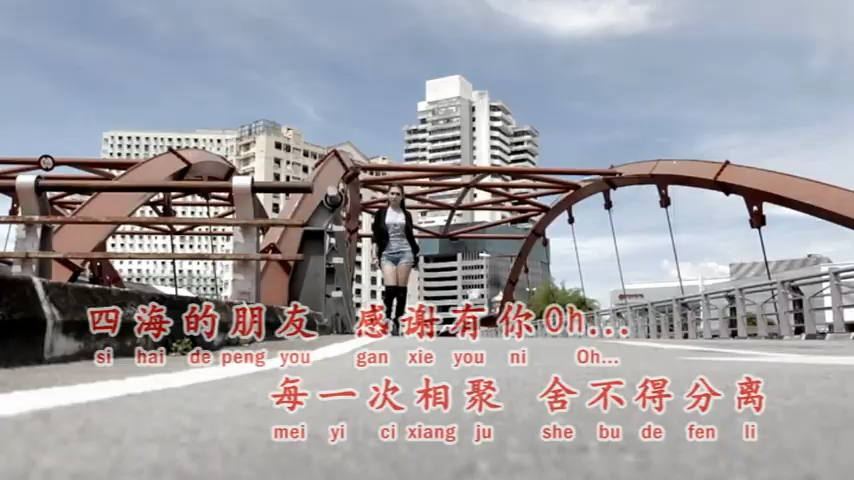 四海的朋友 感谢有你Oh...
si hai de peng you gan xie you ni Oh...
每一次相聚 舍不得分离
mei yi ci xiang ju she bu de fen li